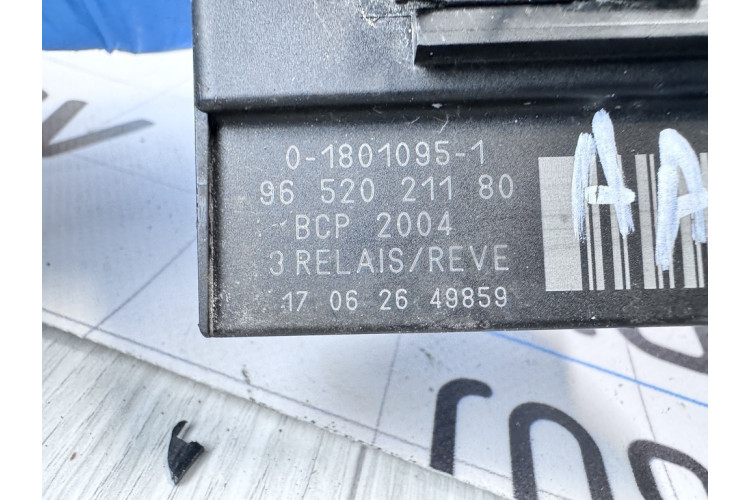 0-1801095-1
96 520 211 80
BCP 2004
3 RELAIS/REVE
17 06 26 49859
A A